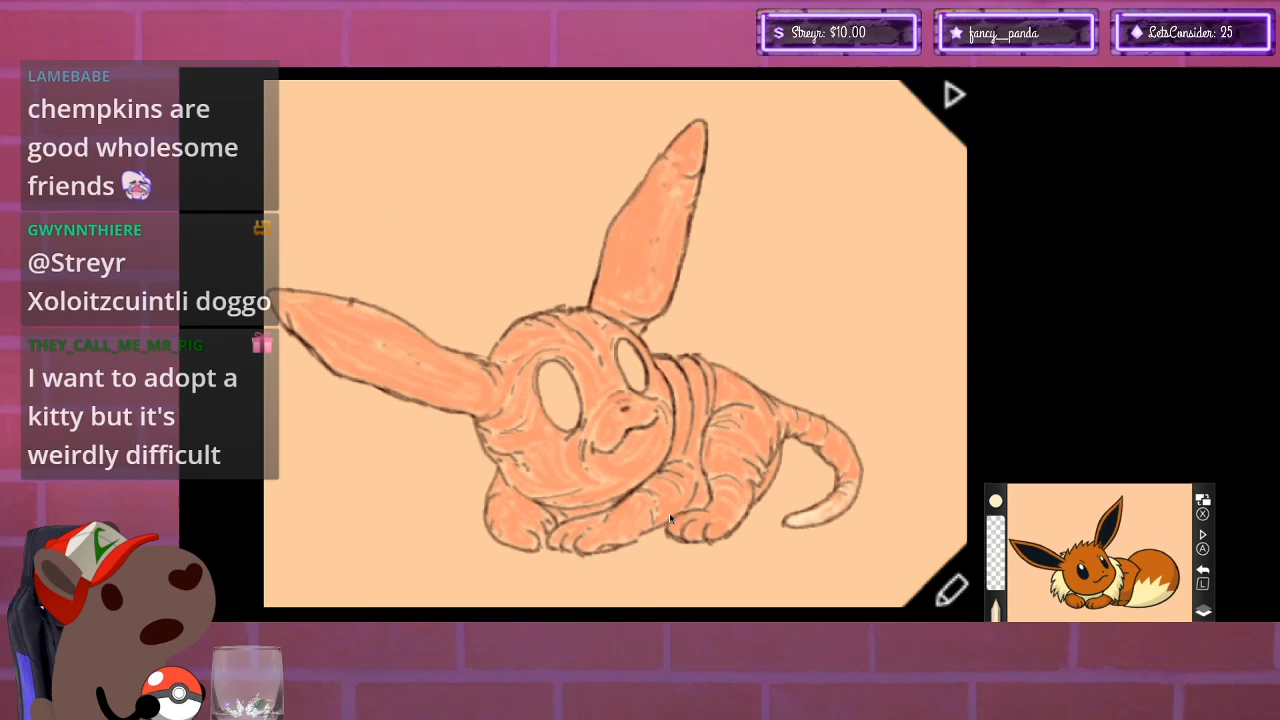 Streyr: $10.00
fancy__panda
LetsConsider: 25
LAMEBABE
chempkins are
good wholesome
friends
GWYNNTHIERE
@Streyr
Xoloitzcuintli doggo
THEY_CALL_ME_MR_PIG
I want to adopt a
kitty but it's
weirdly difficult
X
A
L